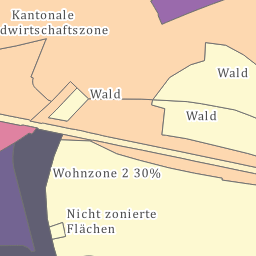 Kantonale
dwirtschaftszone
Wald
Wald
Wald
Wohnzone 2 30%
Nicht zonierte
Flächen